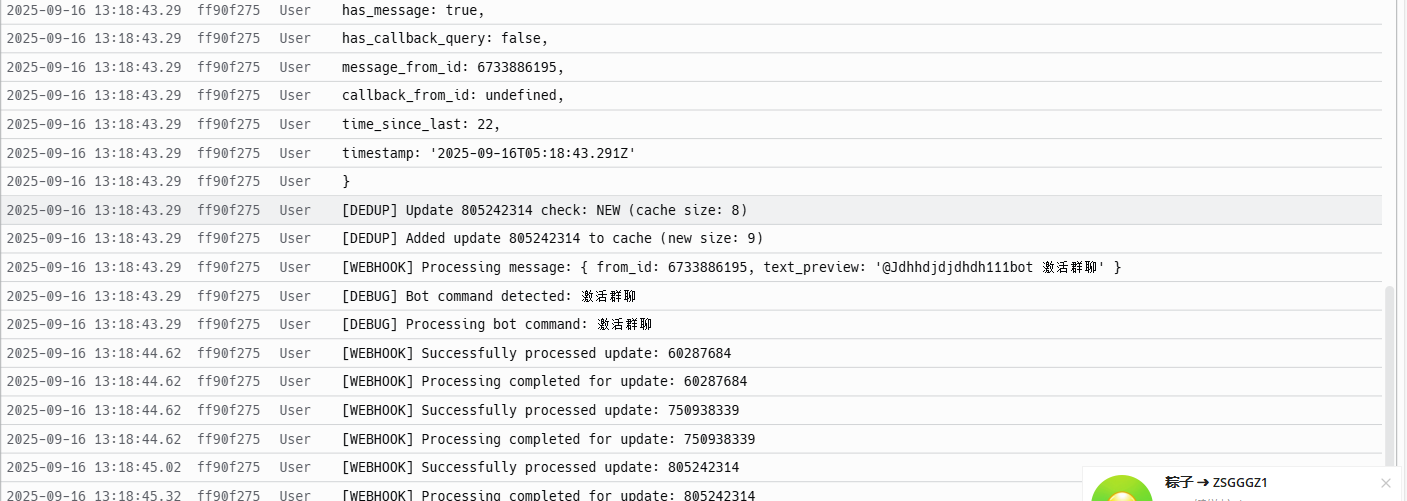 2025-09-16 13:18:43.29 ff90f275 User has_message: true,
2025-09-16 13:18:43.29 ff90f275 User has_callback_query: false,
2025-09-16 13:18:43.29 ff90f275 User message_from_id: 6733886195,
2025-09-16 13:18:43.29 ff90f275 User callback_from_id: undefined,
2025-09-16 13:18:43.29 ff90f275 User time_since_last: 22,
2025-09-16 13:18:43.29 ff90f275 User timestamp: '2025-09-16T05:18:43.291Z'
2025-09-16 13:18:43.29 ff90f275 User }
2025-09-16 13:18:43.29 ff90f275 User [DEDUP] Update 805242314 check: NEW (cache size: 8)
2025-09-16 13:18:43.29 ff90f275 User [DEDUP] Added update 805242314 to cache (new size: 9)
2025-09-16 13:18:43.29 ff90f275 User [WEBHOOK] Processing message: { from_id: 6733886195, text_preview: '@Jdhhdjdjdhdh111bot 激活群聊' }
2025-09-16 13:18:43.29 ff90f275 User [DEBUG] Bot command detected: 激活群聊
2025-09-16 13:18:43.29 ff90f275 User [DEBUG] Processing bot command: 激活群聊
2025-09-16 13:18:44.62 ff90f275 User [WEBHOOK] Successfully processed update: 60287684
2025-09-16 13:18:44.62 ff90f275 User [WEBHOOK] Processing completed for update: 60287684
2025-09-16 13:18:44.62 ff90f275 User [WEBHOOK] Successfully processed update: 750938339
2025-09-16 13:18:44.62 ff90f275 User [WEBHOOK] Processing completed for update: 750938339
2025-09-16 13:18:45.02 ff90f275 User [WEBHOOK] Successfully processed update: 805242314
2025-09-16 13:18:45.32 ff90f275 User [WEBHOOK] Processing completed for update: 805242314
粽子 → ZSGGGZ1